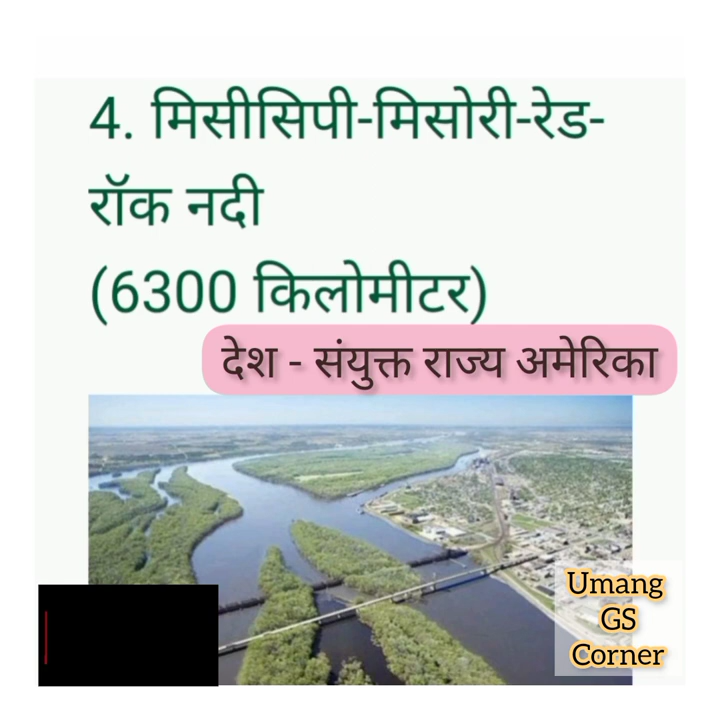 4. मिसीसिपी-मिसोरी-रेड-
रॉक नदी
(6300 किलोमीटर)
देश - संयुक्त राज्य अमेरिका
Umang
GS
Corner